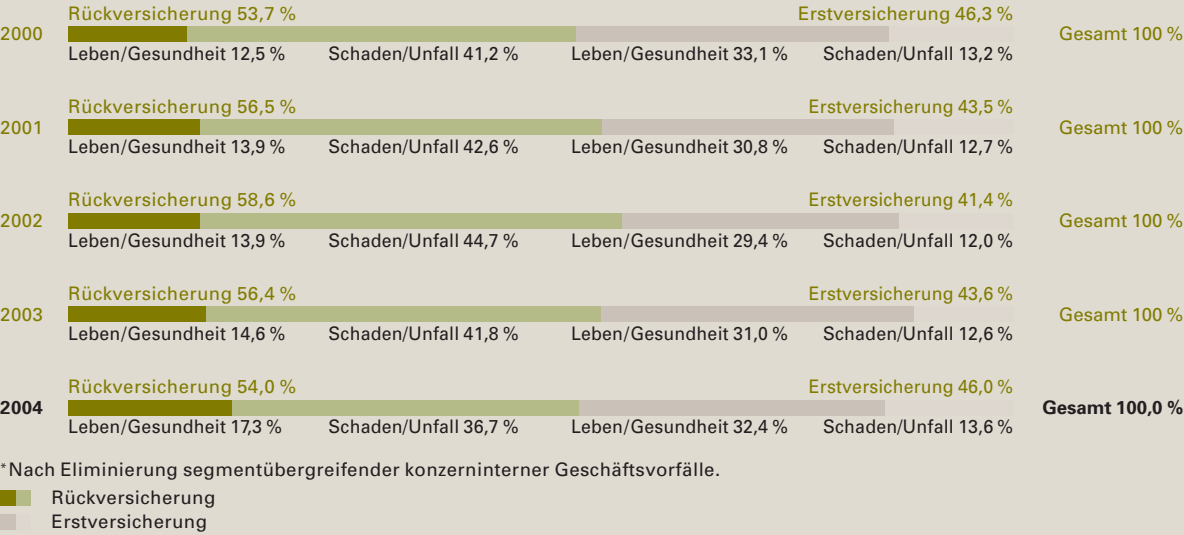 Rückversicherung 53,7 % Erstversicherung 46,3 %
2000 Gesamt 100 %
Leben/Gesundheit 12,5 % Schaden/Unfall 41,2 % Leben/Gesundheit 33,1 % Schaden/Unfall 13,2 %
Rückversicherung 56,5 % Erstversicherung 43,5 %
2001 Gesamt 100 %
Leben/Gesundheit 13,9 % Schaden/Unfall 42,6 % Leben/Gesundheit 30,8 % Schaden/Unfall 12,7 %
Rückversicherung 58,6 % Erstversicherung 41,4 %
2002 Gesamt 100 %
Leben/Gesundheit 13,9 % Schaden/Unfall 44,7 % Leben/Gesundheit 29,4 % Schaden/Unfall 12,0 %
Rückversicherung 56,4 % Erstversicherung 43,6 %
2003 Gesamt 100 %
Leben/Gesundheit 14,6 % Schaden/Unfall 41,8 % Leben/Gesundheit 31,0 % Schaden/Unfall 12,6 %
Rückversicherung 54,0 % Erstversicherung 46,0 %
2004 Gesamt 100,0 %
Leben/Gesundheit 17,3 % Schaden/Unfall 36,7 % Leben/Gesundheit 32,4 % Schaden/Unfall 13,6 %
*Nach Eliminierung segmentübergreifender konzerninterner Geschäftsvorfälle.
Rückversicherung
Erstversicherung